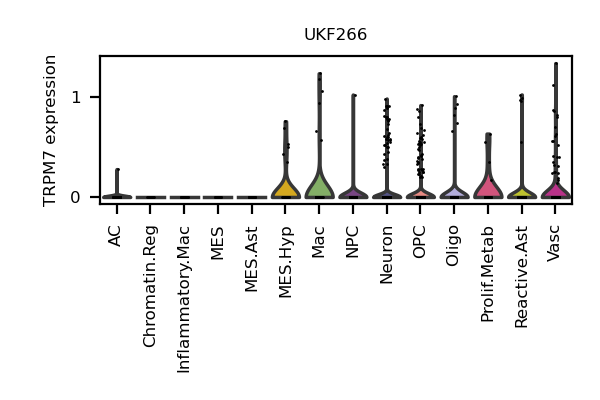 UKF266
TRPM7 expression
1
0
AC
Chromatin.Reg
Inflammatory.Mac
MES
MES.Ast
MES.Hyp
Mac
NPC
Neuron
OPC
Oligo
Prolif.Metab
Reactive.Ast
Vasc